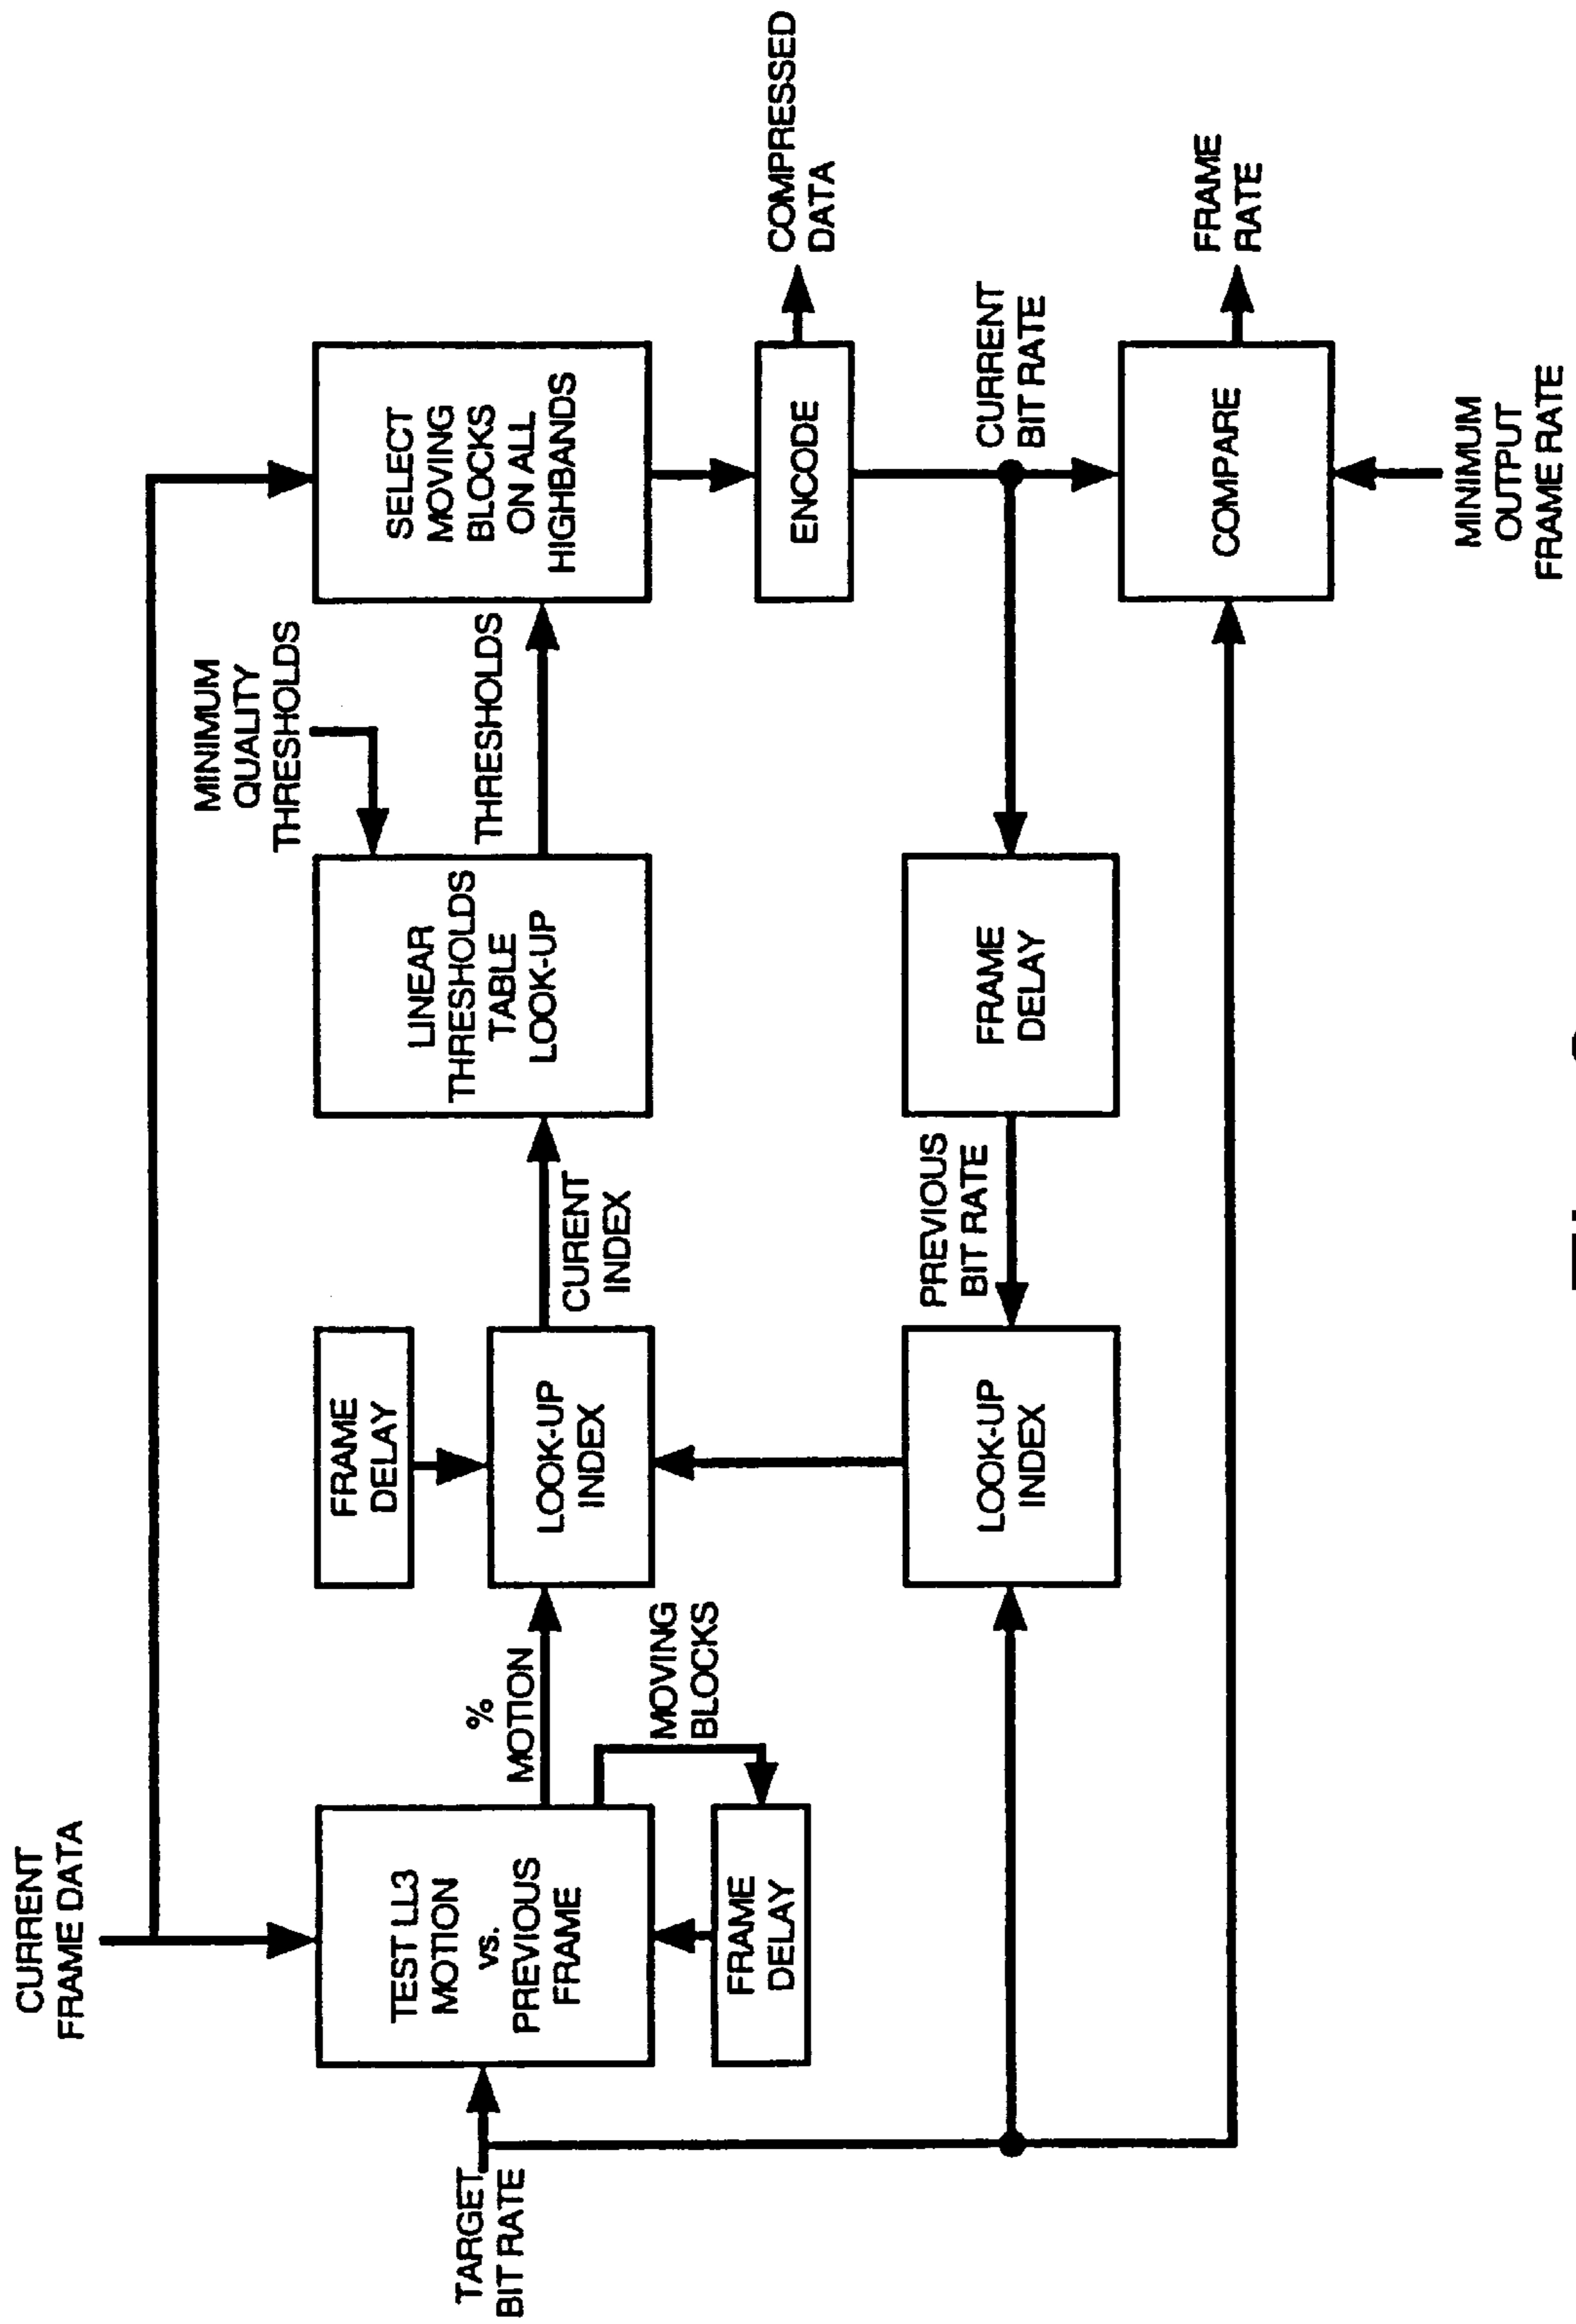 CURRENT
FRAME DATA
TARGET
BIT RATE
TEST LL3
MOTION
vs.
PREVIOUS
FRAME
%
MOTION
MOVING
BLOCKS
FRAME
DELAY
FRAME
DELAY
LOOK-UP
INDEX
CURENT
INDEX
LINEAR
THRESHOLDS
TABLE
LOOK-UP
MINIMUM
QUALITY
THRESHOLDS
THRESHOLDS
SELECT
MOVING
BLOCKS
ON ALL
HIGHBANDS
ENCODE
COMPRESSED
DATA
LOOK-UP
INDEX
PREVIOUS
BIT RATE
FRAME
DELAY
CURRENT
BIT RATE
COMPARE
FRAME
RATE
MINIMUM
OUTPUT
FRAME RATE